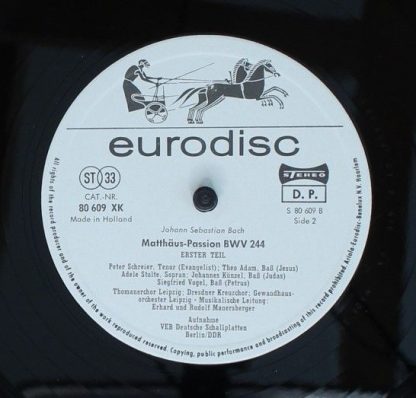 eurodisc
ST 33
CAT.-NR.
80 609 XK
Made in Holland
STEREO
D. P.
S 80 609 B
Side 2
Johann Sebastian Bach
Matthäus-Passion BWV 244
ERSTER TEIL
Peter Schreier, Tenor (Evangelist); Theo Adam, Baß (Jesus)
Adele Stolte, Sopran; Johannes Künzel, Baß (Judas)
Siegfried Vogel, Baß (Petrus)
Thomanerchor Leipzig; Dresdner Kreuzchor; Gewandhaus-
orchester Leipzig · Musikalische Leitung:
Erhard und Rudolf Mauersberger
Aufnahme
VEB Deutsche Schallplatten
Berlin/DDR
All rights of the record producer and of the owner of the work reproduced reserved. Copying, public performance and broadcasting of this record prohibited. Ariola-Eurodisc-Benelux N.V. Haarlem